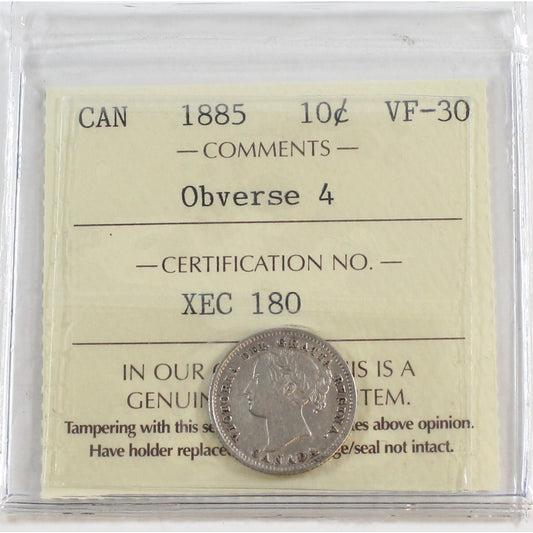 CAN 1885 10¢ VF-30
— COMMENTS —
Obverse 4
— CERTIFICATION NO. —
XEC 180
IN OUR IS IS A
GENUIN TEM.
Tampering with this se es above opinion.
Have holder replace ge/seal not intact.
VICTORIA DEI GRATIA REGINA.
CANADA